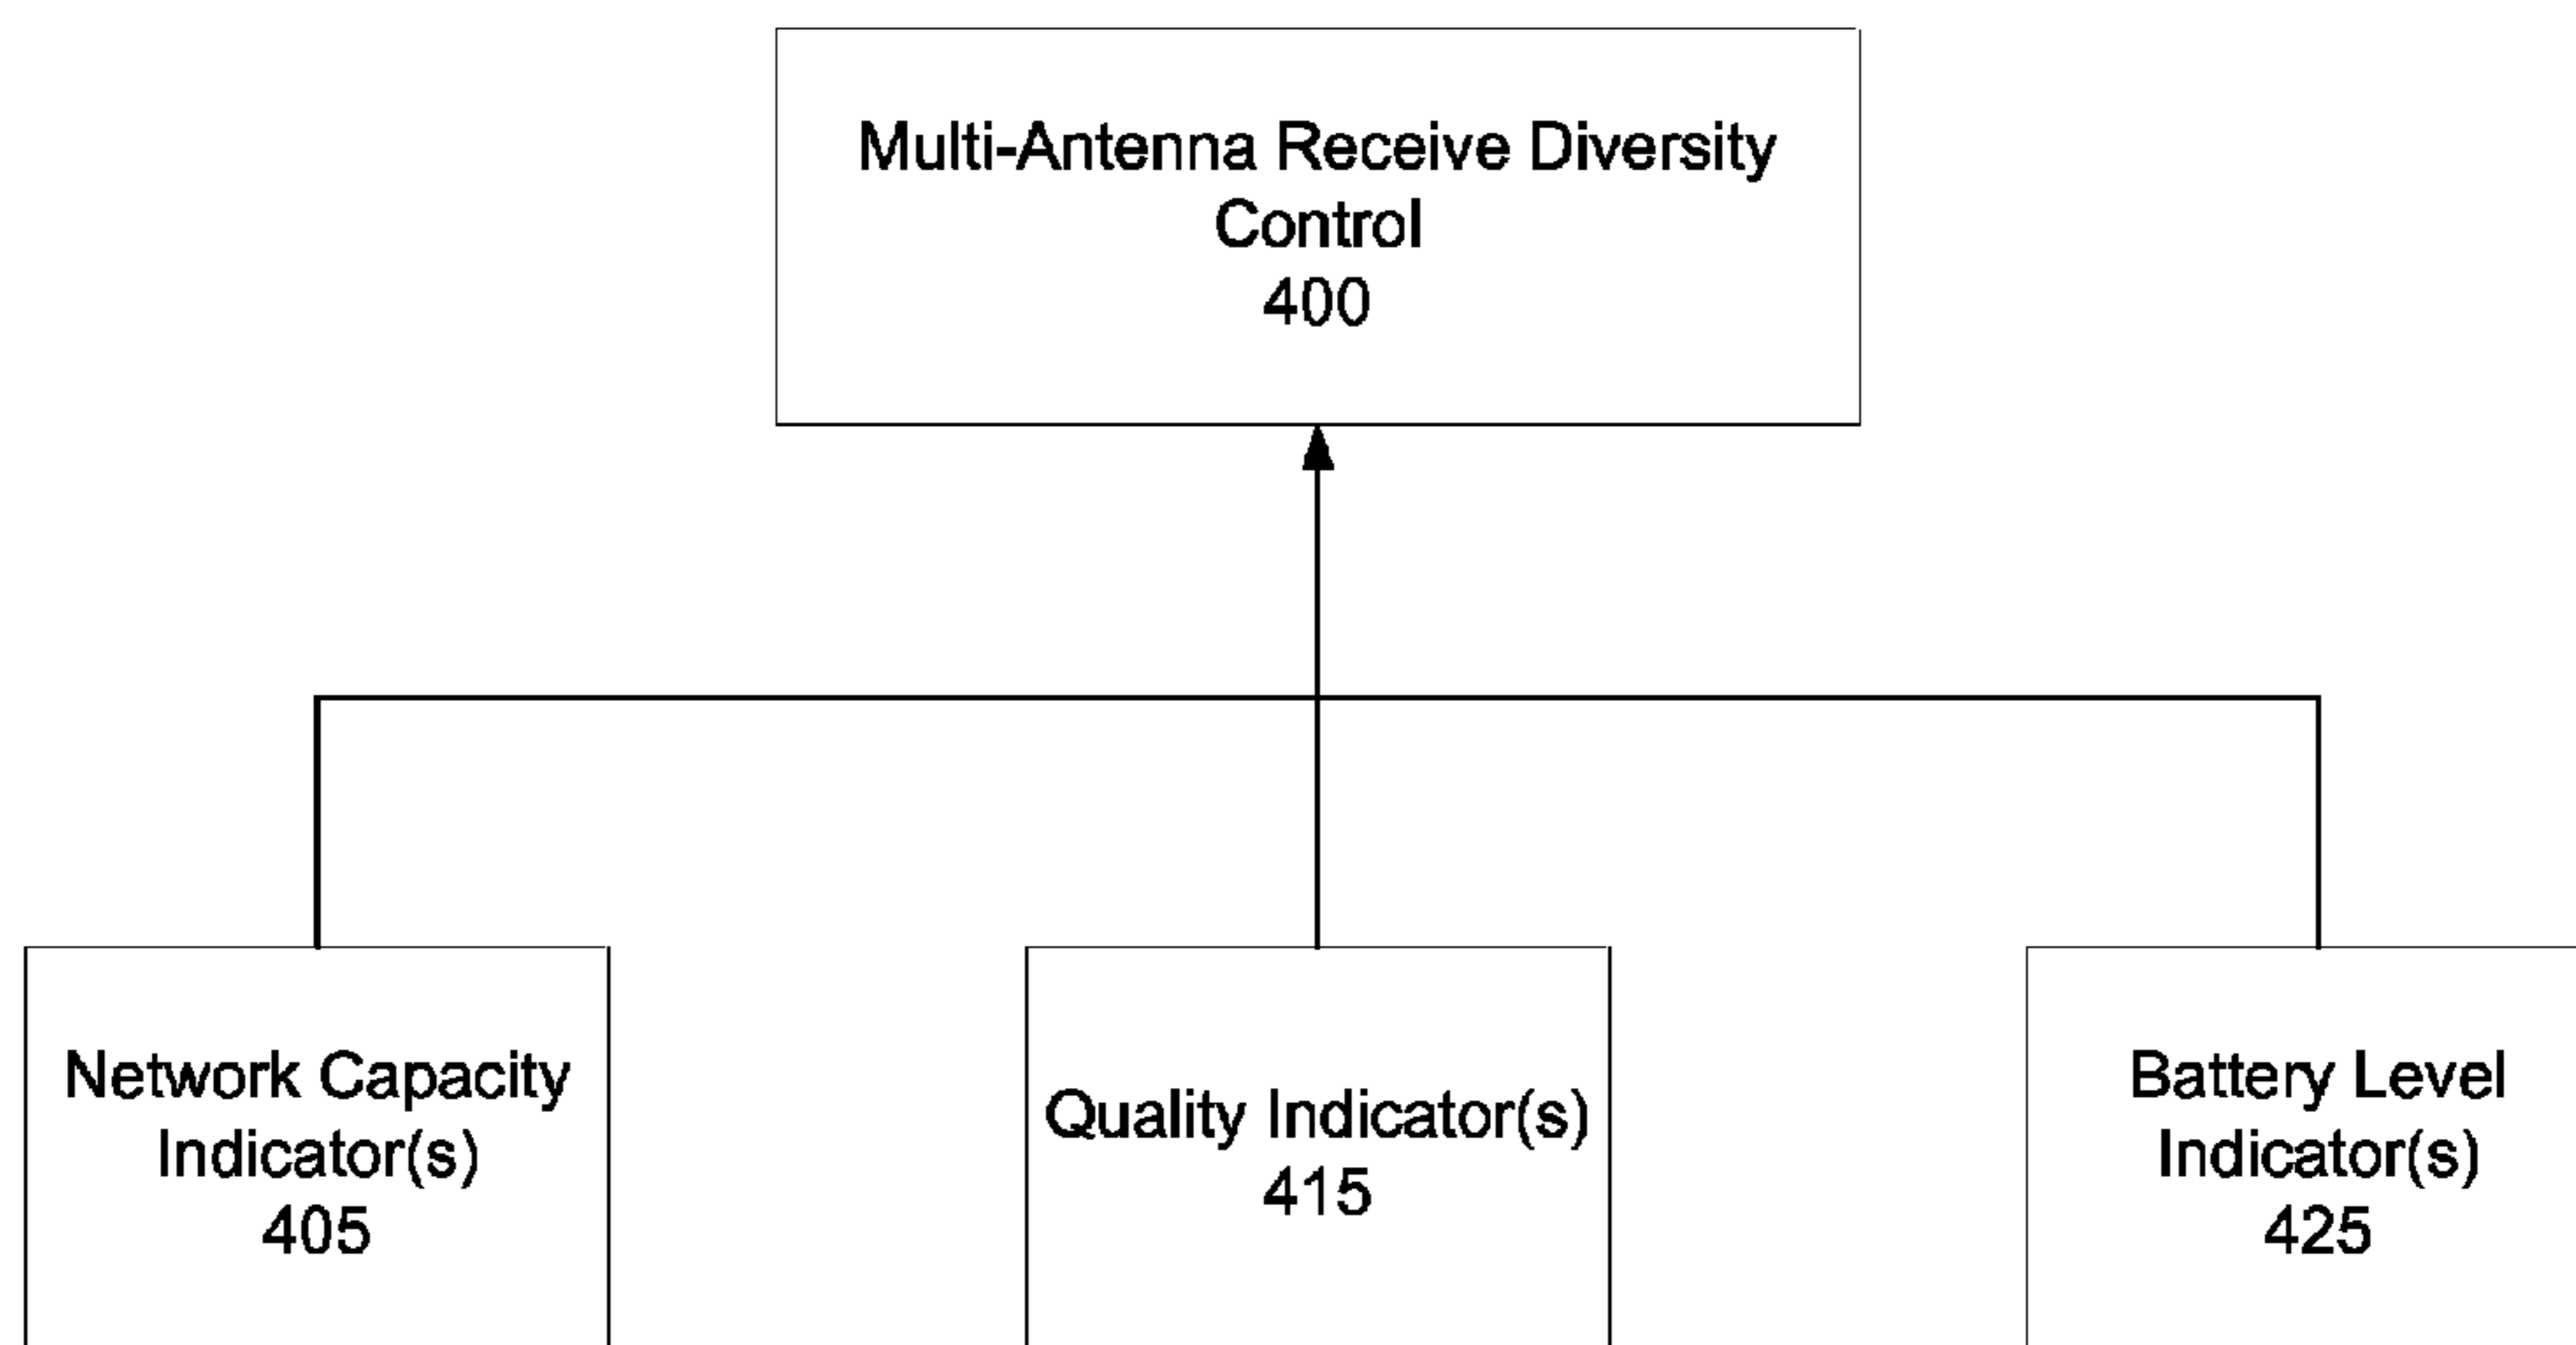 Multi-Antenna Receive Diversity
Control
400
Network Capacity
Indicator(s)
405
Quality Indicator(s)
415
Battery Level
Indicator(s)
425